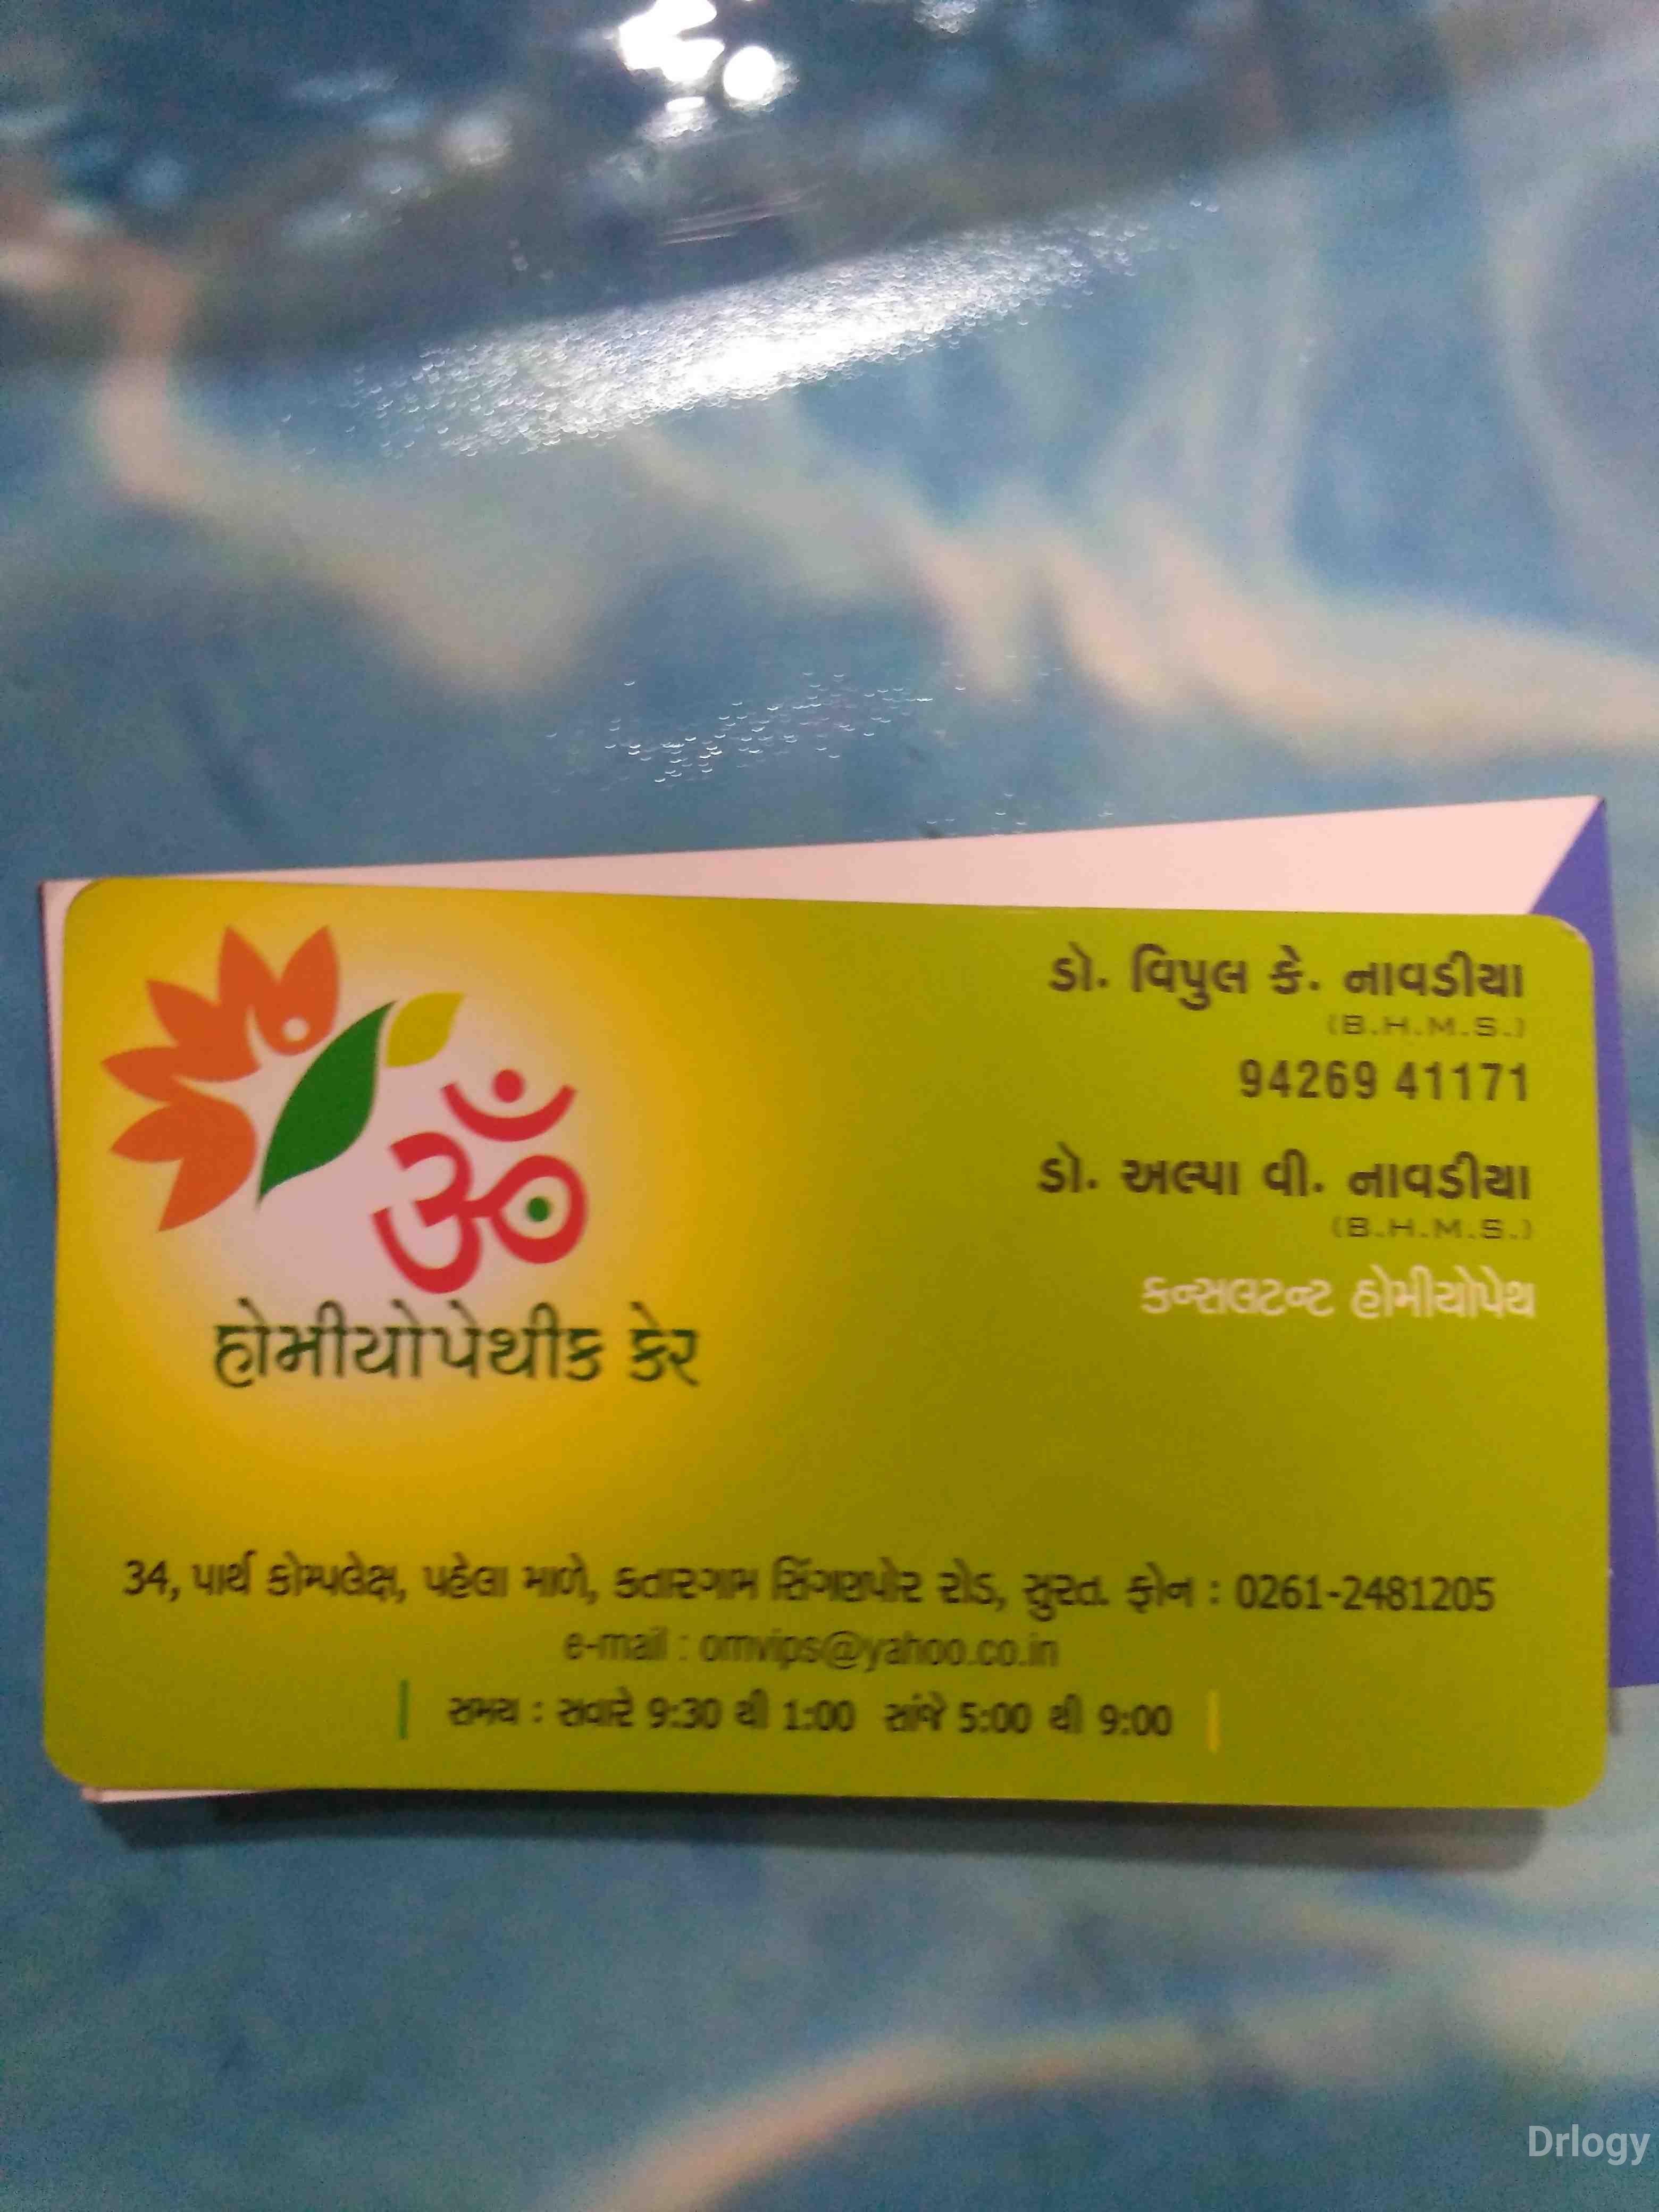 ૐ
હોમીયોપેથીક કેર
ડો. વિપુલ કે. નાવડીયા
(B.H.M.S.)
94269 41171
ડો. અલ્પા વી. નાવડીયા
(B.H.M.S.)
કન્સલટન્ટ હોમીયોપેથ
34, પાર્થ કોમ્પલેક્ષ, પહેલા માળે, કતારગામ સિંગણપોર રોડ, સુરત. ફોન : 0261-2481205
e-mail : omvips@yahoo.co.in
સમય : સવારે 9:30 થી 1:00 સાંજે 5:00 થી 9:00
Drlogy